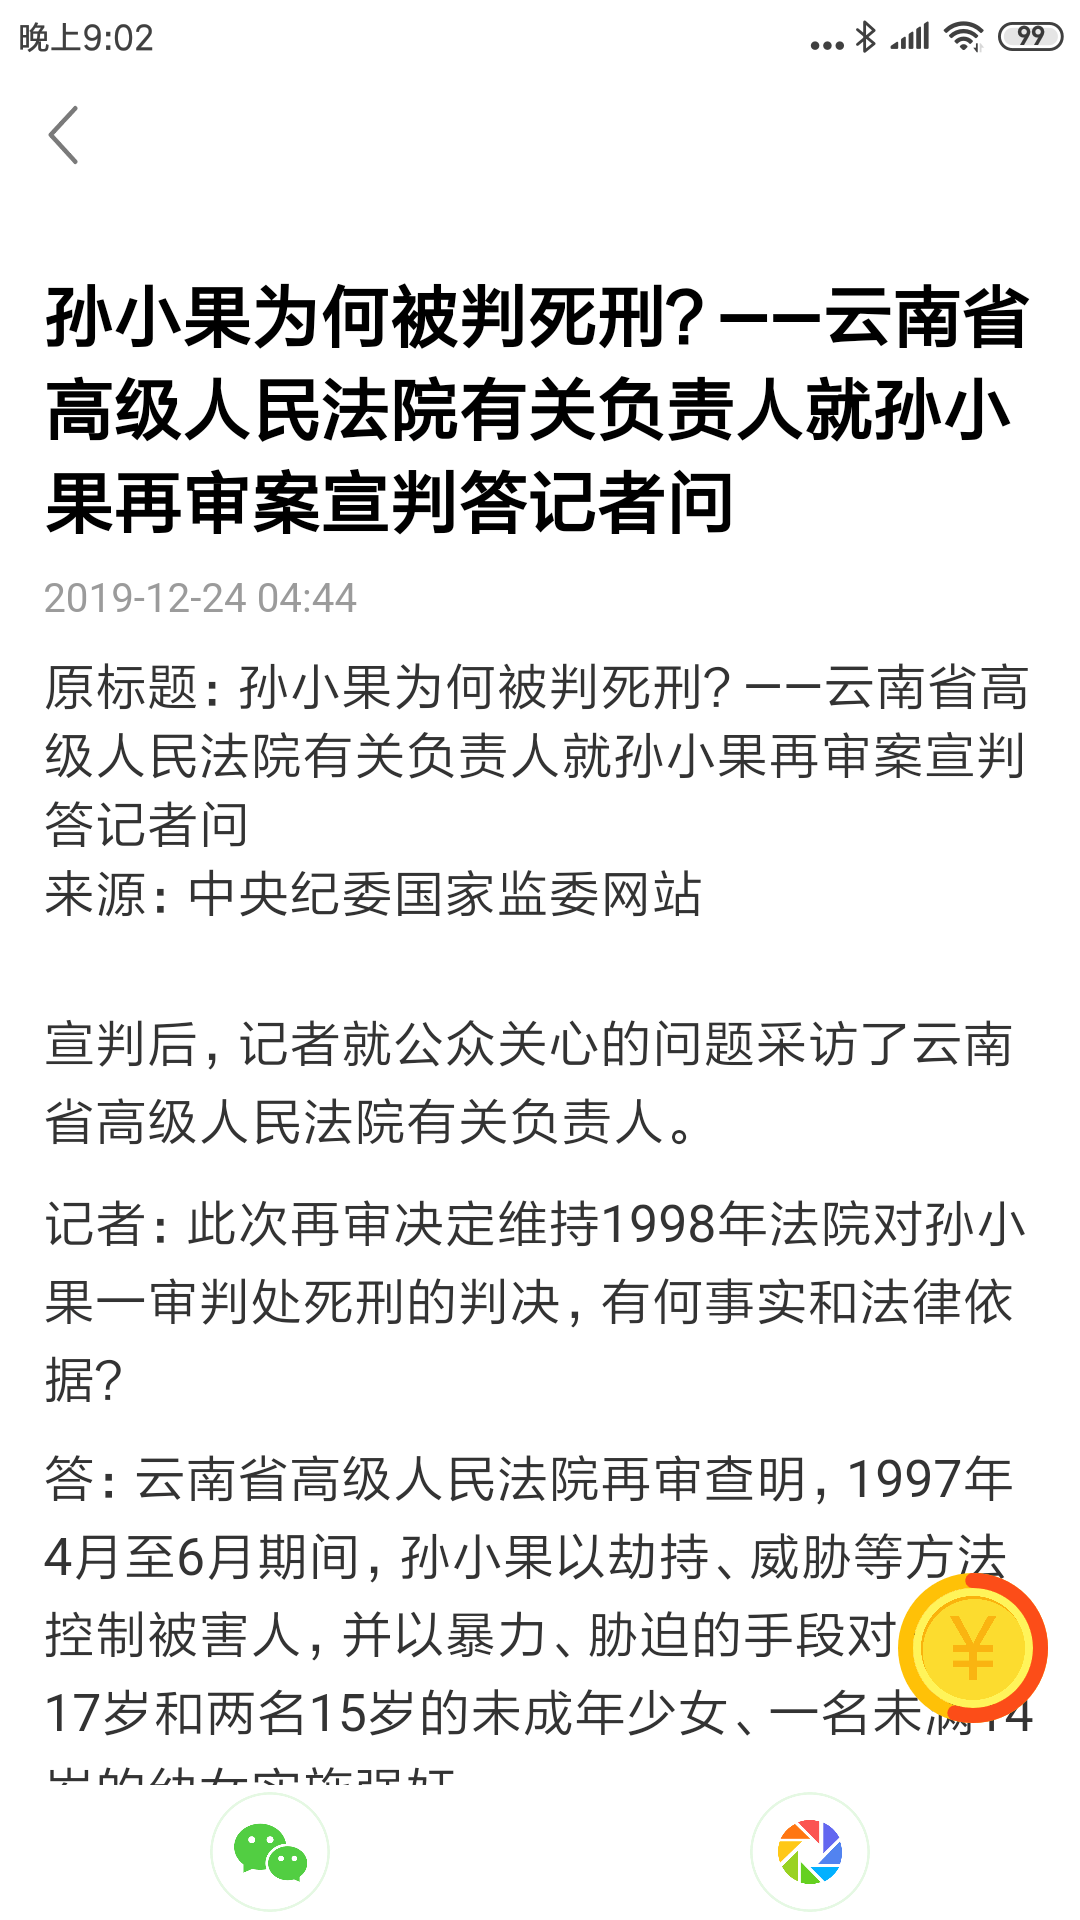 晚上9:02
99
孙小果为何被判死刑？——云南省
高级人民法院有关负责人就孙小
果再审案宣判答记者问
2019-12-24 04:44
原标题：孙小果为何被判死刑？——云南省高
级人民法院有关负责人就孙小果再审案宣判
答记者问
来源：中央纪委国家监委网站
宣判后，记者就公众关心的问题采访了云南
省高级人民法院有关负责人。
记者：此次再审决定维持1998年法院对孙小
果一审判处死刑的判决，有何事实和法律依
据？
答：云南省高级人民法院再审查明，1997年
4月至6月期间，孙小果以劫持、威胁等方法
控制被害人，并以暴力、胁迫的手段对
¥
17岁和两名15岁的未成年少女、一名未满14
岁的幼女实施强奸